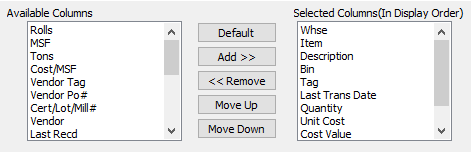 Available Columns
Rolls
MSF
Tons
Cost/MSF
Vendor Tag
Vendor Po#
Cert/Lot/Mill#
Vendor
Last Recd
Default
Add >>
<< Remove
Move Up
Move Down
Selected Columns(In Display Order)
Whse
Item
Description
Bin
Tag
Last Trans Date
Quantity
Unit Cost
Cost Value